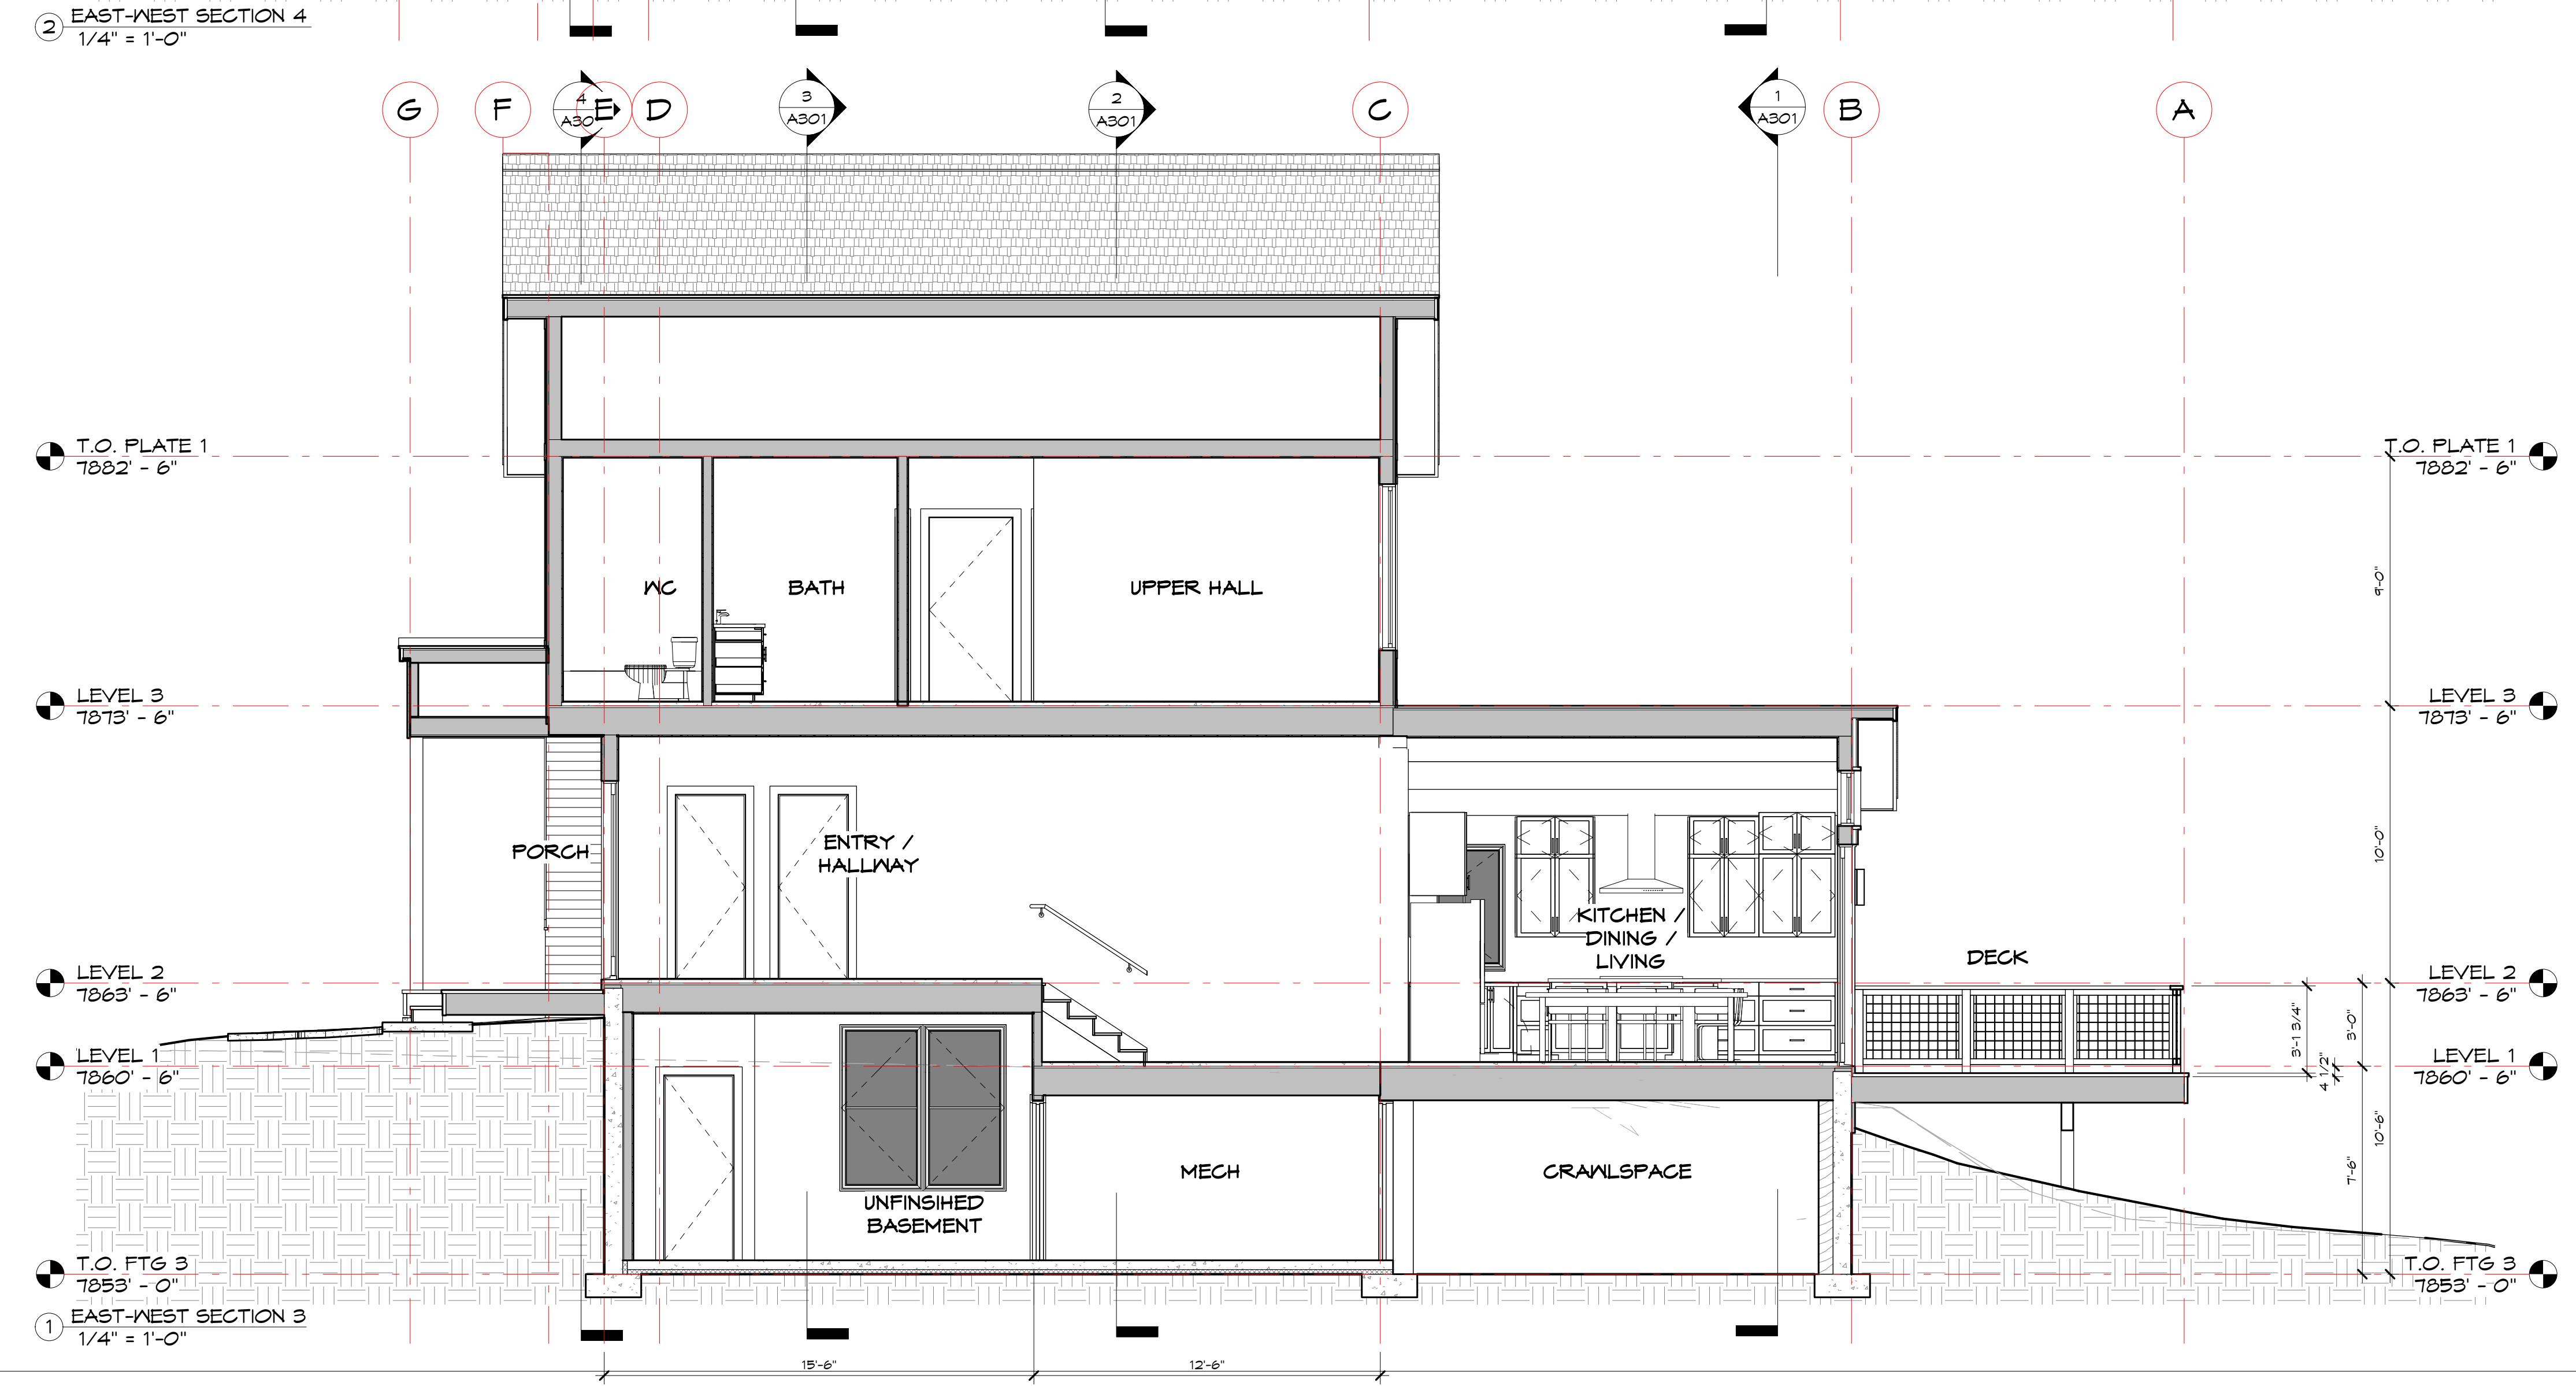 2 EAST-WEST SECTION 4
1/4" = 1'-0"
G
F
4
A30
E
D
3
A301
2
A301
C
1
A301
B
A
T.O. PLATE 1
7882' - 6"
T.O. PLATE 1
7882' - 6"
WC
BATH
UPPER HALL
9'-0"
LEVEL 3
7873' - 6"
LEVEL 3
7873' - 6"
PORCH
ENTRY /
HALLWAY
10'-0"
KITCHEN /
DINING /
LIVING
DECK
LEVEL 2
7863' - 6"
LEVEL 2
7863' - 6"
3'-1 3/4"
3'-0"
4 1/2"
LEVEL 1
7860' - 6"
LEVEL 1
7860' - 6"
10'-6"
7'-6"
MECH
CRAWLSPACE
UNFINSIHED
BASEMENT
T.O. FTG 3
7853' - 0"
T.O. FTG 3
7853' - 0"
1 EAST-WEST SECTION 3
1/4" = 1'-0"
15'-6"
12'-6"